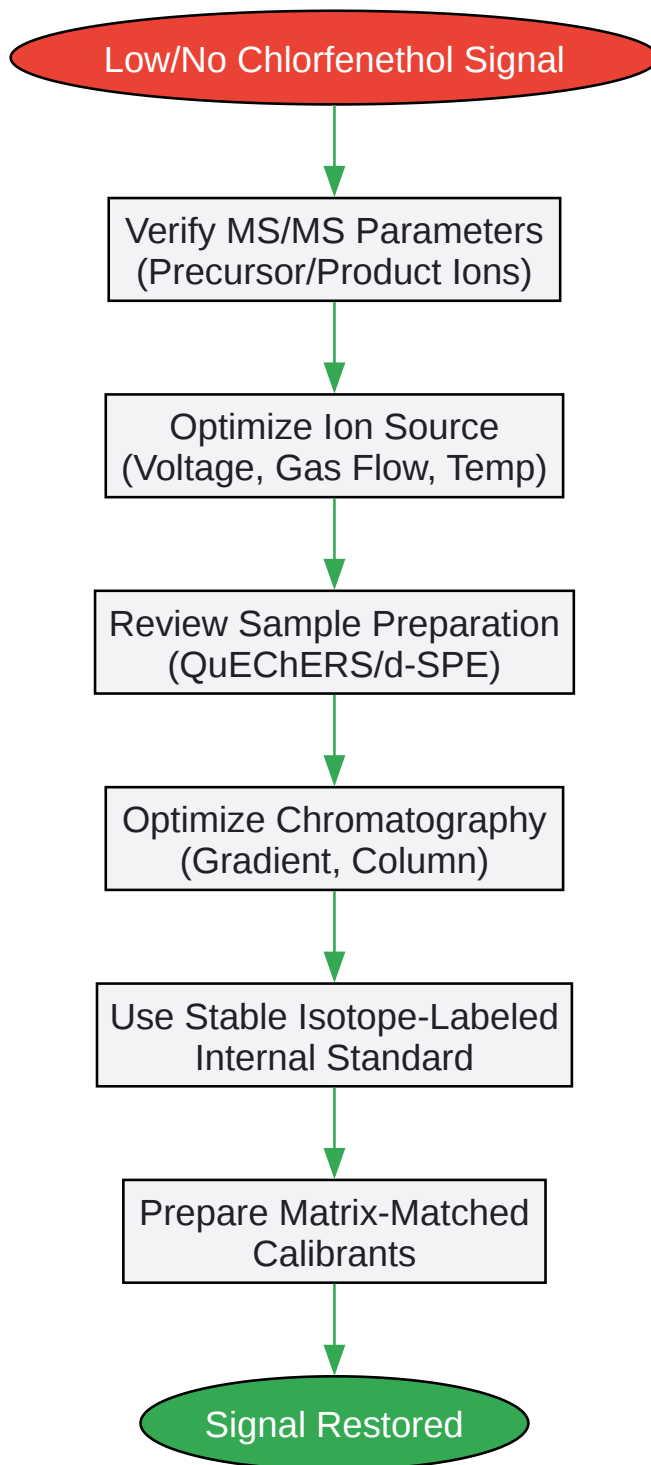 Low/No Chlorfenethol Signal
Verify MS/MS Parameters
(Precursor/Product Ions)
Optimize Ion Source
(Voltage, Gas Flow, Temp)
Review Sample Preparation
(QuEChERS/d-SPE)
Optimize Chromatography
(Gradient, Column)
Use Stable Isotope-Labeled
Internal Standard
Prepare Matrix-Matched
Calibrants
Signal Restored